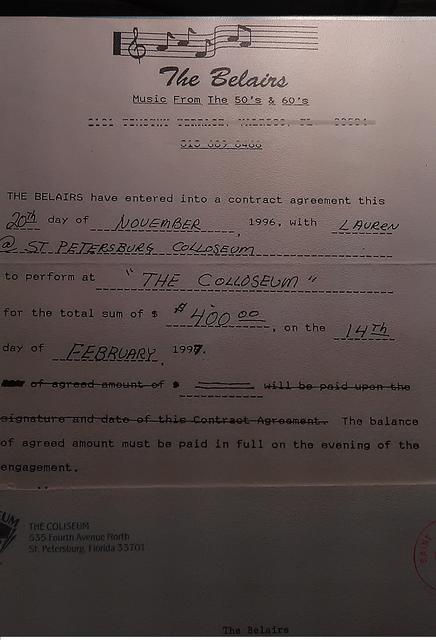 The Belairs
Music From The 50's & 60's
THE BELAIRS have entered into a contract agreement this
20th day of NOVEMBER, 1996, with LAUREN
@ ST PETERSBURG COLLOSEUM
to perform at "THE COLLOSEUM"
for the total sum of $ $400 00, on the 14th
day of FEBRUARY, 1997.
of agreed amount of $ will be paid upon the
signature and date of this Contract Agreement. The balance
of agreed amount must be paid in full on the evening of the
engagement.
THE COLISEUM
535 Fourth Avenue North
St. Petersburg, Florida 33701
The Belairs